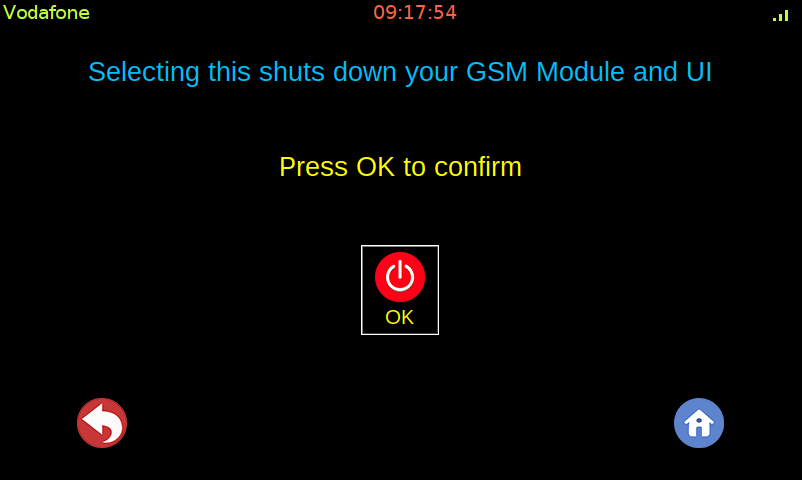 Vodafone
09:17:54
Selecting this shuts down your GSM Module and UI
Press OK to confirm
OK